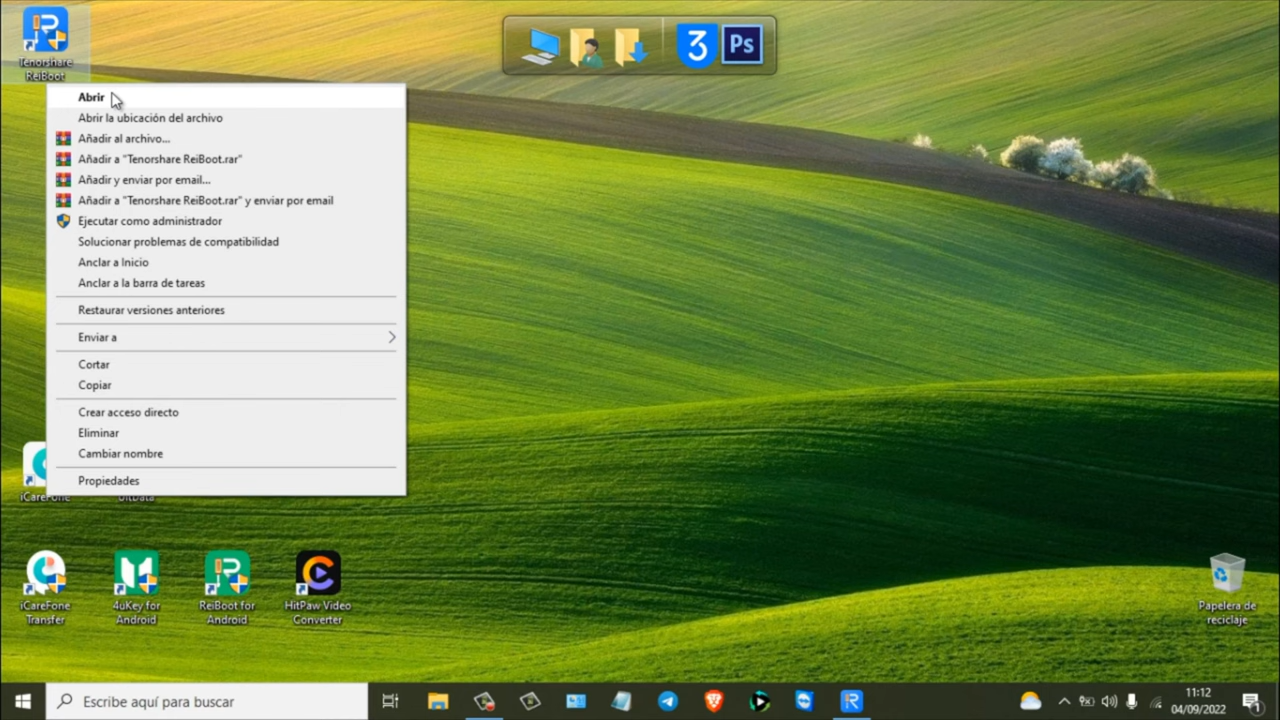 Tenorshare
ReiBoot
3
Ps
Abrir
Abrir la ubicación del archivo
Añadir al archivo...
Añadir a "Tenorshare ReiBoot.rar"
Añadir y enviar por email...
Añadir a "Tenorshare ReiBoot.rar" y enviar por email
Ejecutar como administrador
Solucionar problemas de compatibilidad
Anclar a Inicio
Anclar a la barra de tareas
Restaurar versiones anteriores
Enviar a
Cortar
Copiar
Crear acceso directo
Eliminar
Cambiar nombre
Propiedades
iCareFone
UltData
iCareFone
Transfer
4uKey for
Android
ReiBoot for
Android
HitPaw Video
Converter
Papelera de
reciclaje
Escribe aquí para buscar
11:12
04/09/2022
1